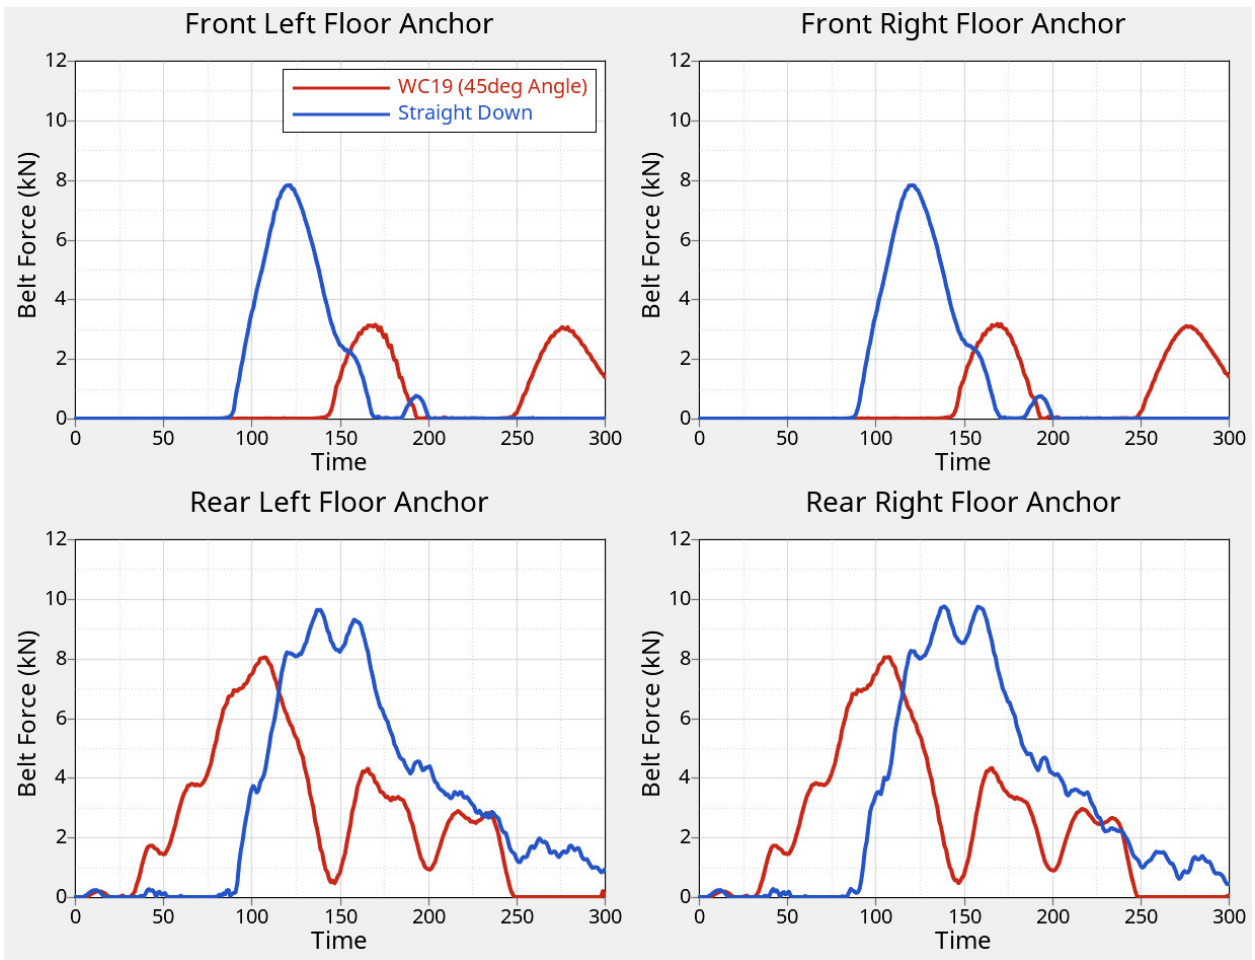 Front Left Floor Anchor
12
10
8
6
4
2
0
Belt Force (kN)
WC19 (45deg Angle)
Straight Down
0 50 100 150 200 250 300
Time
Front Right Floor Anchor
12
10
8
6
4
2
0
Belt Force (kN)
0 50 100 150 200 250 300
Time
Rear Left Floor Anchor
12
10
8
6
4
2
0
Belt Force (kN)
0 50 100 150 200 250 300
Time
Rear Right Floor Anchor
12
10
8
6
4
2
0
Belt Force (kN)
0 50 100 150 200 250 300
Time